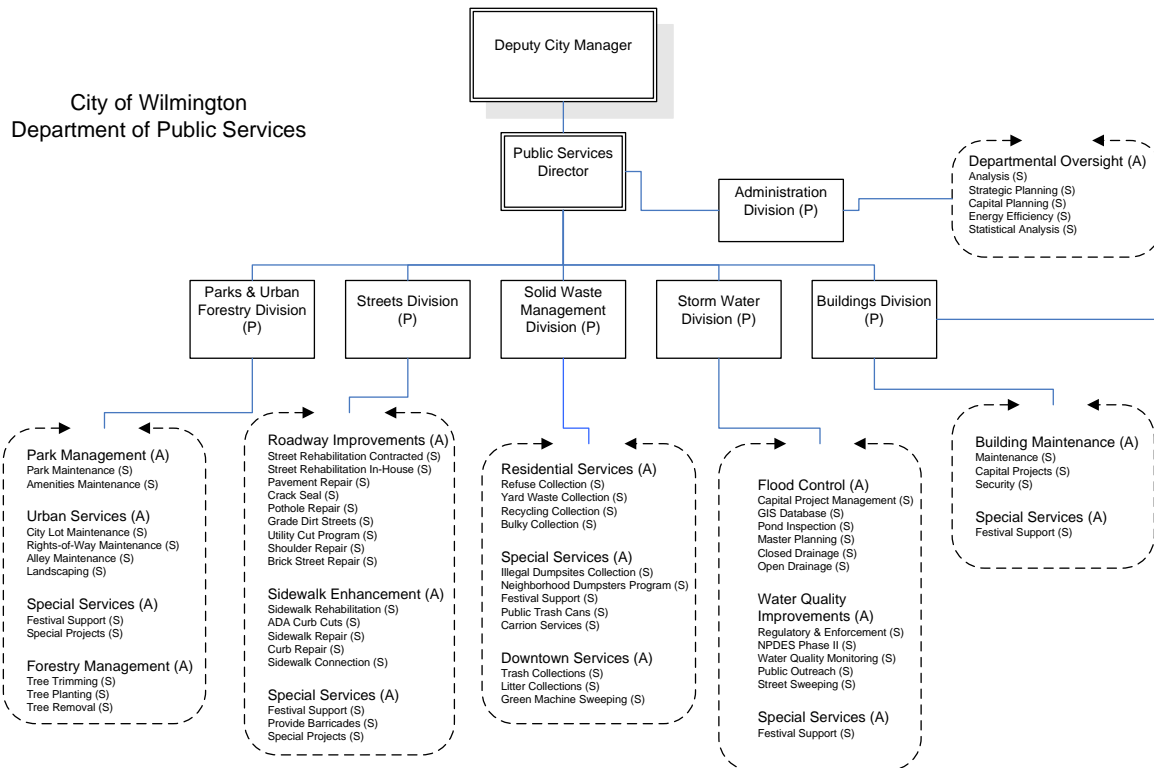 City of Wilmington
Department of Public Services
Deputy City Manager
Public Services
Director
Administration
Division (P)
Departmental Oversight (A)
Analysis (S)
Strategic Planning (S)
Capital Planning (S)
Energy Efficiency (S)
Statistical Analysis (S)
Parks & Urban
Forestry Division
(P)
Streets Division
(P)
Solid Waste
Management
Division (P)
Storm Water
Division (P)
Buildings Division
(P)
Park Management (A)
Park Maintenance (S)
Amenities Maintenance (S)
Urban Services (A)
City Lot Maintenance (S)
Rights-of-Way Maintenance (S)
Alley Maintenance (S)
Landscaping (S)
Special Services (A)
Festival Support (S)
Special Projects (S)
Forestry Management (A)
Tree Trimming (S)
Tree Planting (S)
Tree Removal (S)
Roadway Improvements (A)
Street Rehabilitation Contracted (S)
Street Rehabilitation In-House (S)
Pavement Repair (S)
Crack Seal (S)
Pothole Repair (S)
Grade Dirt Streets (S)
Utility Cut Program (S)
Shoulder Repair (S)
Brick Street Repair (S)
Sidewalk Enhancement (A)
Sidewalk Rehabilitation (S)
ADA Curb Cuts (S)
Sidewalk Repair (S)
Curb Repair (S)
Sidewalk Connection (S)
Special Services (A)
Festival Support (S)
Provide Barricades (S)
Special Projects (S)
Residential Services (A)
Refuse Collection (S)
Yard Waste Collection (S)
Recycling Collection (S)
Bulky Collection (S)
Special Services (A)
Illegal Dumpsites Collection (S)
Neighborhood Dumpsters Program (S)
Festival Support (S)
Public Trash Cans (S)
Carrion Services (S)
Downtown Services (A)
Trash Collections (S)
Litter Collections (S)
Green Machine Sweeping (S)
Flood Control (A)
Capital Project Management (S)
GIS Database (S)
Pond Inspection (S)
Master Planning (S)
Closed Drainage (S)
Open Drainage (S)
Water Quality
Improvements (A)
Regulatory & Enforcement (S)
NPDES Phase II (S)
Water Quality Monitoring (S)
Public Outreach (S)
Street Sweeping (S)
Special Services (A)
Festival Support (S)
Building Maintenance (A)
Maintenance (S)
Capital Projects (S)
Security (S)
Special Services (A)
Festival Support (S)